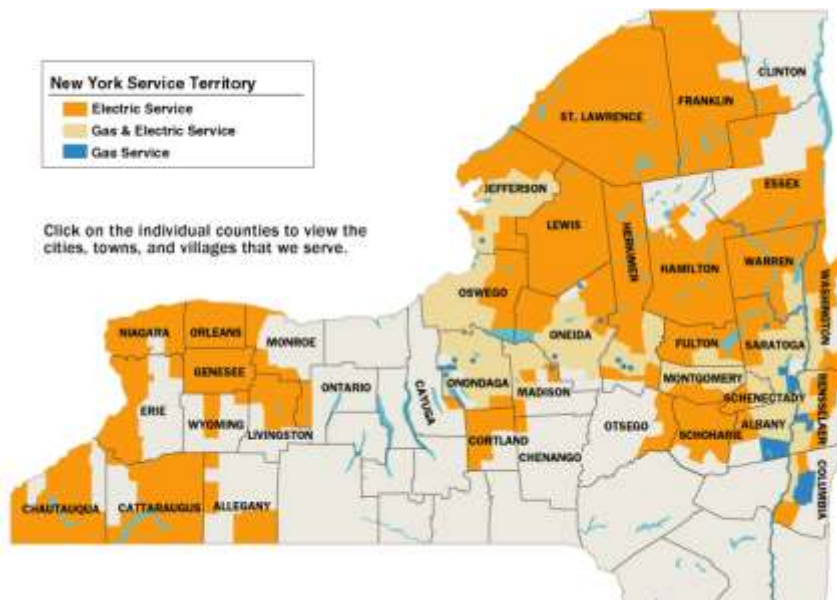 New York Service Territory
Electric Service
Gas & Electric Service
Gas Service
Click on the individual counties to view the
cities, towns, and villages that we serve.
CLINTON
FRANKLIN
ST. LAWRENCE
ESSEX
JEFFERSON
LEWIS
HERKIMER
HAMILTON
WARREN
WASHINGTON
OSWEGO
ONEIDA
NIAGARA
ORLEANS
MONROE
FULTON
SARATOGA
GENESEE
MONTGOMERY
ONTARIO
CAYUGA
ONONDAGA
MADISON
SCHENECTADY
RENSSELAER
ERIE
WYOMING
LIVINGSTON
OTSEGO
ALBANY
SCHOHARIE
CORTLAND
CHENANGO
COLUMBIA
CHAUTAUQUA
CATTARAUGUS
ALLEGANY